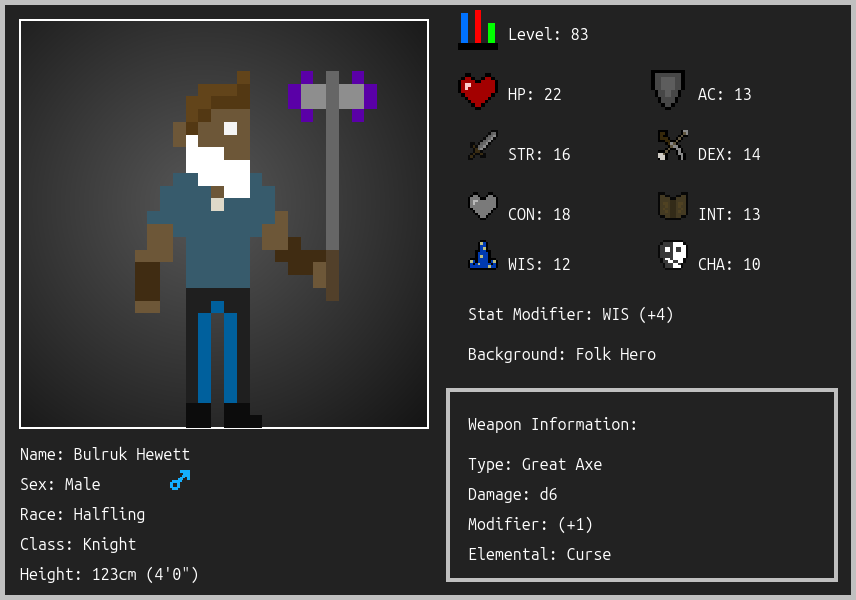 Level: 83
HP: 22
AC: 13
STR: 16
DEX: 14
CON: 18
INT: 13
WIS: 12
CHA: 10
Stat Modifier: WIS (+4)
Background: Folk Hero
Weapon Information:
Type: Great Axe
Damage: d6
Modifier: (+1)
Elemental: Curse
Name: Bulruk Hewett
Sex: Male
Race: Halfling
Class: Knight
Height: 123cm (4'0")